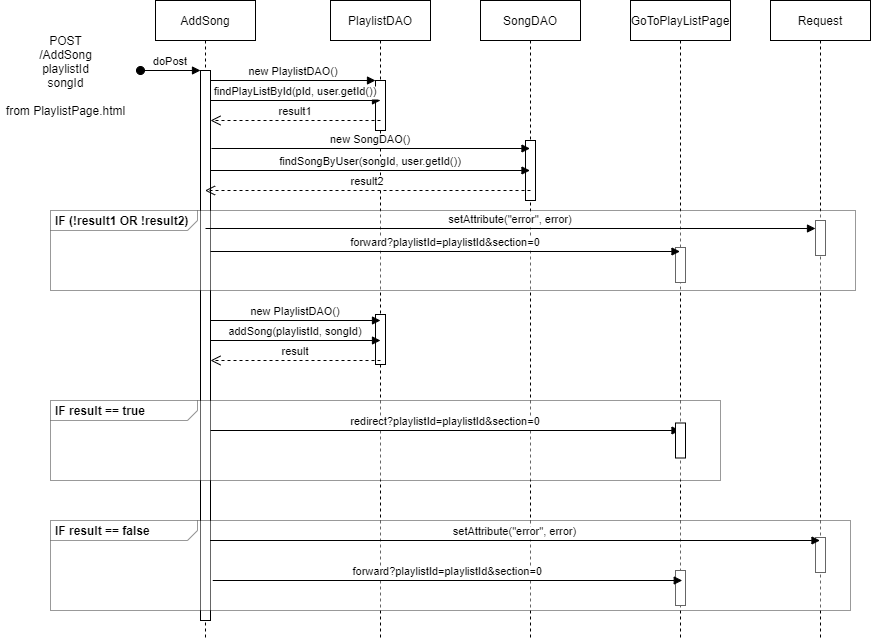 AddSong
PlaylistDAO
SongDAO
GoToPlayListPage
Request
POST
/AddSong
playlistId
songId
from PlaylistPage.html
doPost
new PlaylistDAO()
findPlayListById(pId, user.getId())
result1
new SongDAO()
findSongByUser(songId, user.getId())
result2
IF (!result1 OR !result2)
setAttribute("error", error)
forward?playlistId=playlistId&section=0
new PlaylistDAO()
addSong(playlistId, songId)
result
IF result == true
redirect?playlistId=playlistId&section=0
IF result == false
setAttribute("error", error)
forward?playlistId=playlistId&section=0